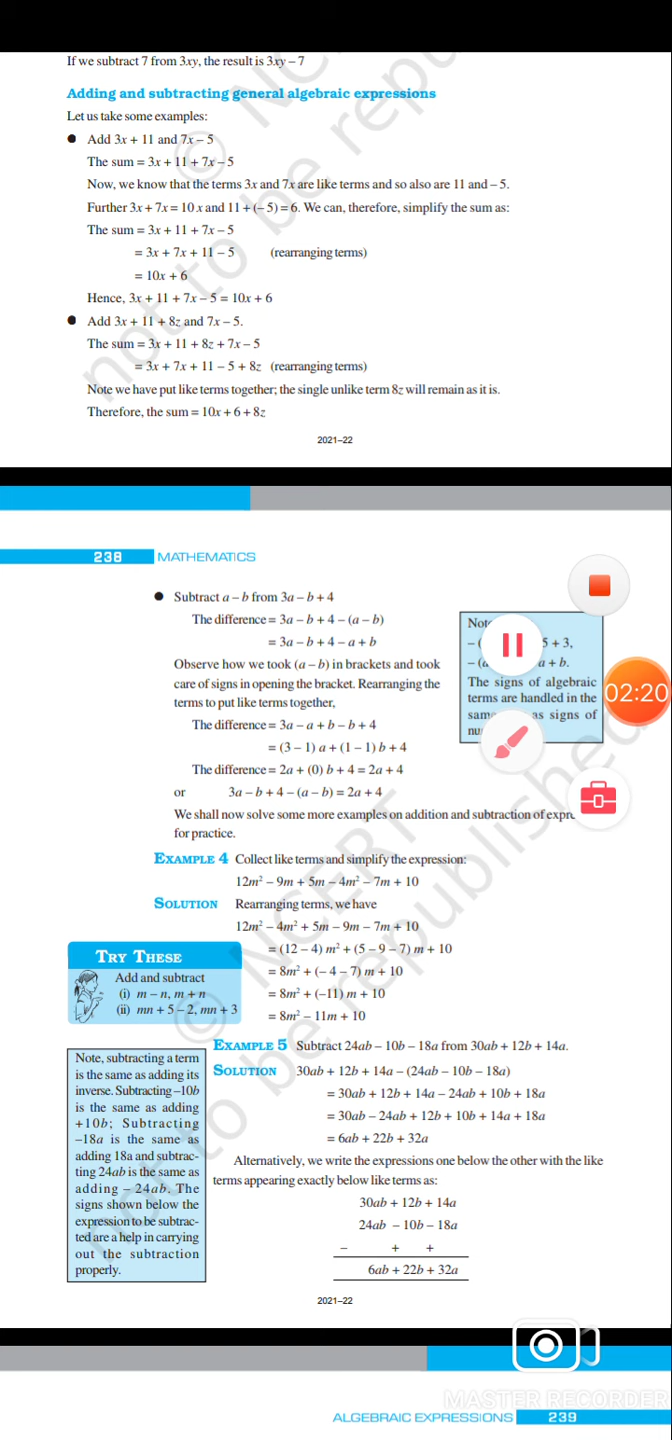 If we subtract 7 from 3xy, the result is 3xy – 7
Adding and subtracting general algebraic expressions
Let us take some examples:
● Add 3x + 11 and 7x – 5
The sum = 3x + 11 + 7x – 5
Now, we know that the terms 3x and 7x are like terms and so also are 11 and – 5.
Further 3x + 7x = 10 x and 11 + (– 5) = 6. We can, therefore, simplify the sum as:
The sum = 3x + 11 + 7x – 5
= 3x + 7x + 11 – 5 (rearranging terms)
= 10x + 6
Hence, 3x + 11 + 7x – 5 = 10x + 6
● Add 3x + 11 + 8z and 7x – 5.
The sum = 3x + 11 + 8z + 7x – 5
= 3x + 7x + 11 – 5 + 8z (rearranging terms)
Note we have put like terms together; the single unlike term 8z will remain as it is.
Therefore, the sum = 10x + 6 + 8z
2021–22
238 MATHEMATICS
● Subtract a – b from 3a – b + 4
The difference = 3a – b + 4 – (a – b)
= 3a – b + 4 – a + b
Observe how we took (a – b) in brackets and took
care of signs in opening the bracket. Rearranging the
terms to put like terms together,
The difference = 3a – a + b – b + 4
= (3 – 1) a + (1 – 1) b + 4
The difference = 2a + (0) b + 4 = 2a + 4
or 3a – b + 4 – (a – b) = 2a + 4
We shall now solve some more examples on addition and subtraction of expre
for practice.
Note
– ( 5 + 3,
– (a a + b.
The signs of algebraic
terms are handled in the
same as signs of
nu
02:20
EXAMPLE 4 Collect like terms and simplify the expression:
12m² – 9m + 5m – 4m² – 7m + 10
SOLUTION Rearranging terms, we have
12m² – 4m² + 5m – 9m – 7m + 10
= (12 – 4) m² + (5 – 9 – 7) m + 10
= 8m² + (– 4 – 7) m + 10
= 8m² + (–11) m + 10
= 8m² – 11m + 10
TRY THESE
Add and subtract
(i) m – n, m + n
(ii) mn + 5 – 2, mn + 3
EXAMPLE 5 Subtract 24ab – 10b – 18a from 30ab + 12b + 14a.
SOLUTION 30ab + 12b + 14a – (24ab – 10b – 18a)
= 30ab + 12b + 14a – 24ab + 10b + 18a
= 30ab – 24ab + 12b + 10b + 14a + 18a
= 6ab + 22b + 32a
Note, subtracting a term
is the same as adding its
inverse. Subtracting –10b
is the same as adding
+10b; Subtracting
–18a is the same as
adding 18a and subtrac-
ting 24ab is the same as
adding – 24ab. The
signs shown below the
expression to be subtrac-
ted are a help in carrying
out the subtraction
properly.
Alternatively, we write the expressions one below the other with the like
terms appearing exactly below like terms as:
30ab + 12b + 14a
24ab – 10b – 18a
– + +
6ab + 22b + 32a
2021–22
MASTER RECORDER
ALGEBRAIC EXPRESSIONS 239
© NCERT
not to be republished